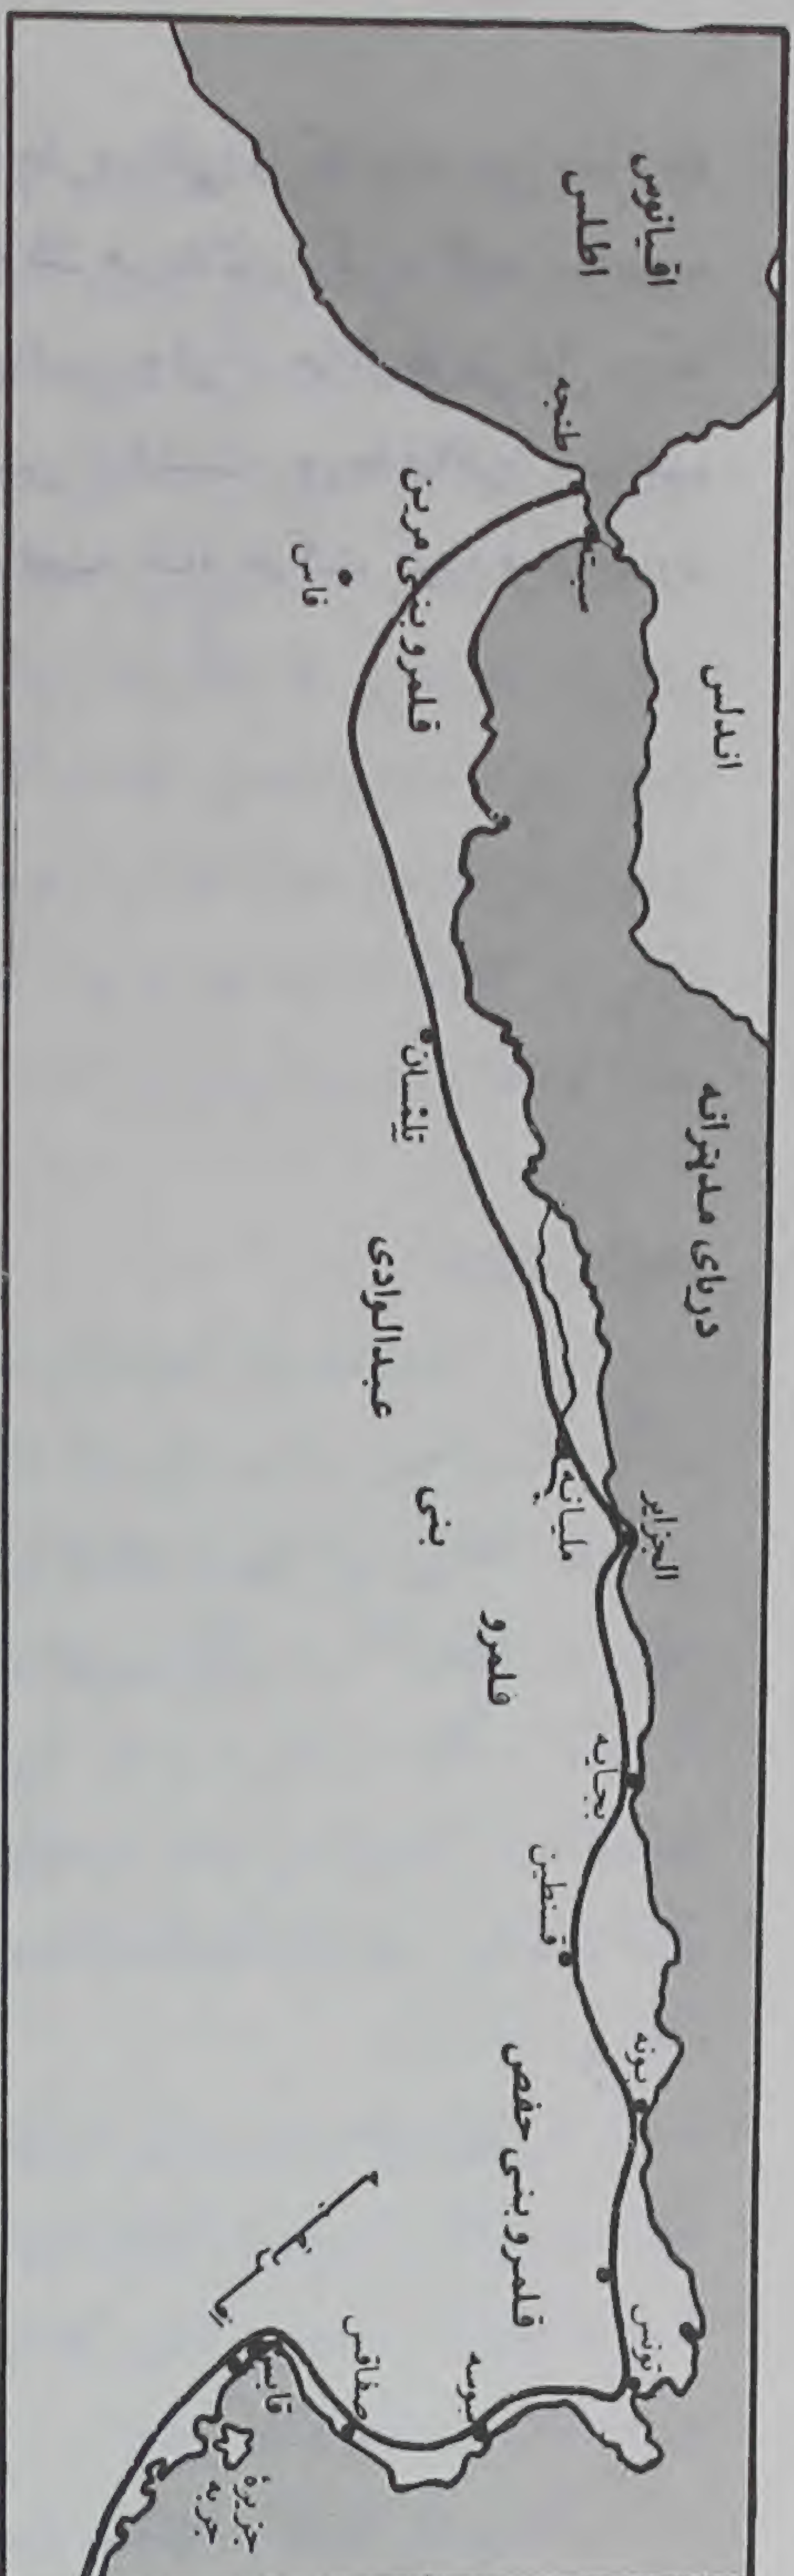 اقیانوس
اطلس
طنجه
سبته
اندلس
قلمرو بنی مرین
فاس
دریای مدیترانه
تلمسان
قلمرو
بنی
عبدالوادی
ملیانه
الجزایر
بجایه
قسنطین
بونه
قلمرو بنی حفص
تونس
سوسه
صفاقس
قابس
جزیرهٔ
جربه